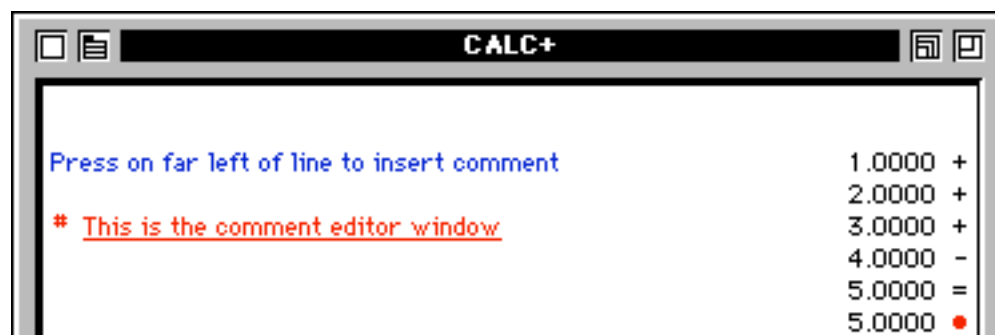 CALC+
Press on far left of line to insert comment 1.0000 +
2.0000 +
# This is the comment editor window 3.0000 +
4.0000 -
5.0000 =
5.0000 •